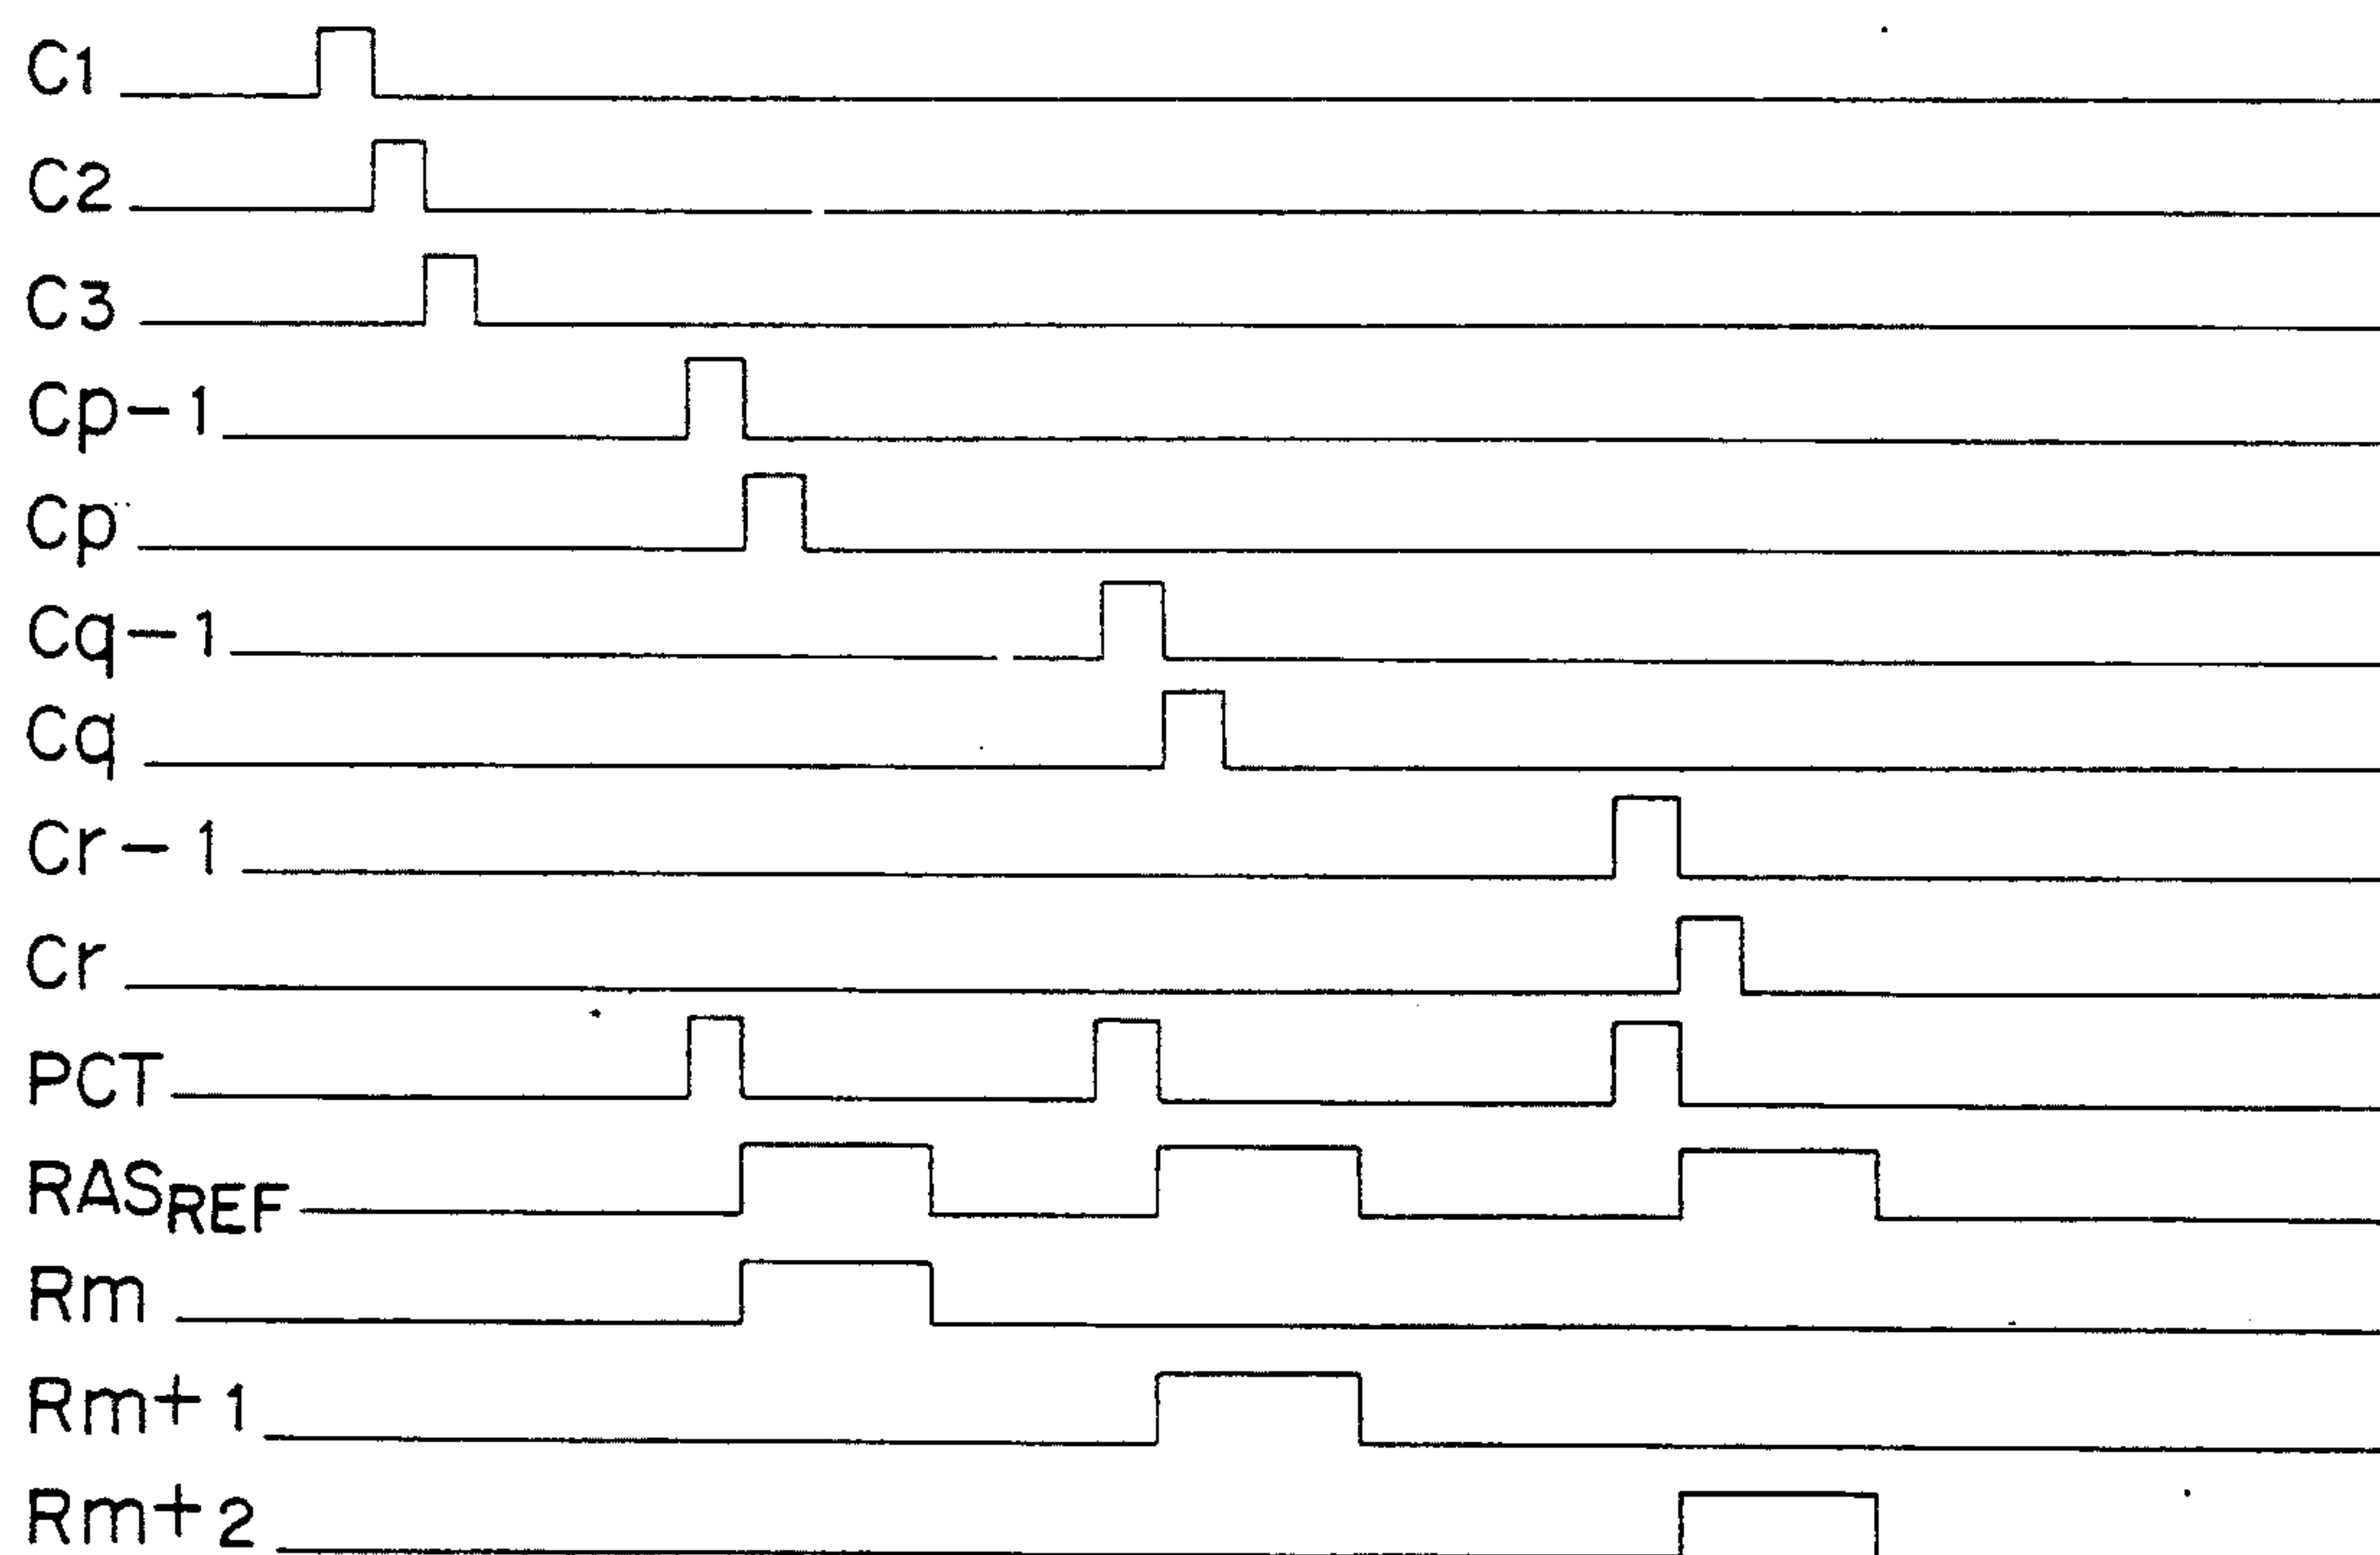 C1
C2
C3
Cp-1
Cp
Cq-1
Cq
Cr-1
Cr
PCT
RASREF
Rm
Rm+1
Rm+2